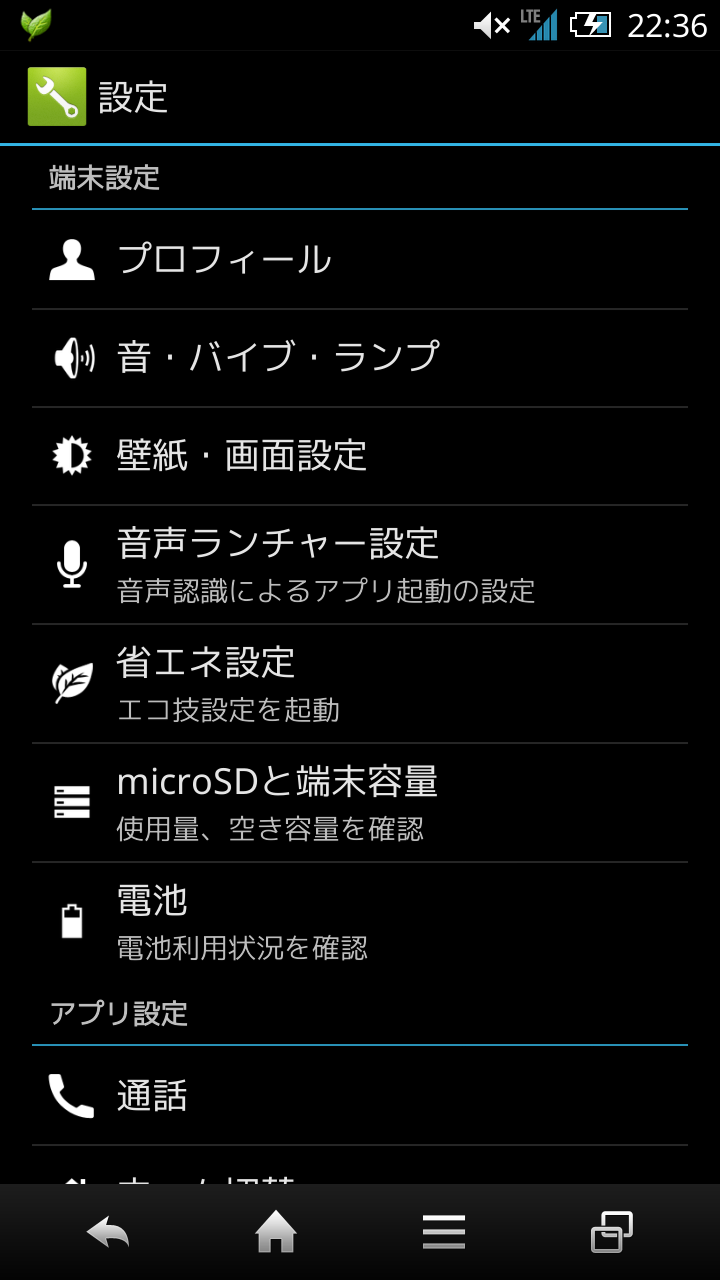 LTE 22:36
設定
端末設定
プロフィール
音・バイブ・ランプ
壁紙・画面設定
音声ランチャー設定
音声認識によるアプリ起動の設定
省エネ設定
エコ技設定を起動
microSDと端末容量
使用量、空き容量を確認
電池
電池利用状況を確認
アプリ設定
通話